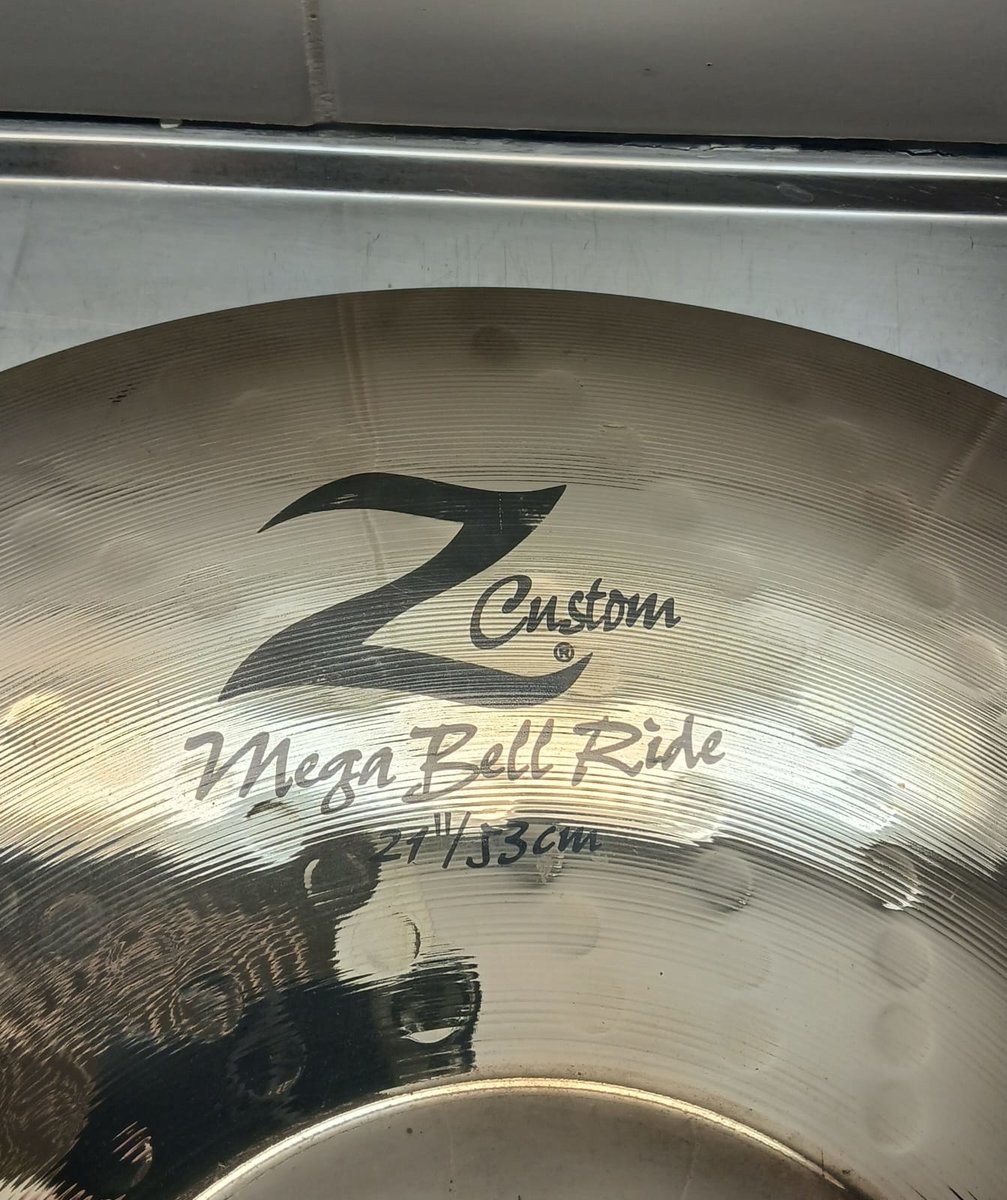 Z Custom
®
Mega Bell Ride
21"/53cm